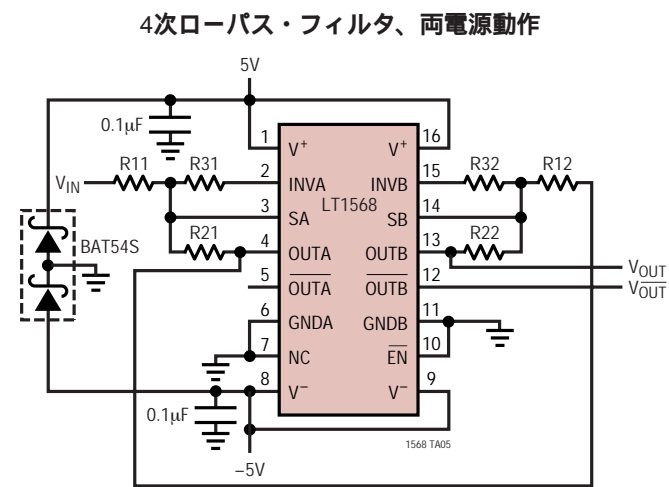 4次ローパス・フィルタ、両電源動作
5V
0.1µF
1
V+
V+
16
VIN
R11
R31
2
INVA
INVB
15
R32
R12
LT1568
3
SA
SB
14
BAT54S
R21
4
OUTA
OUTB
13
R22
VOUT
5
OUTA
OUTB
12
VOUT
6
GNDA
GNDB
11
7
NC
EN
10
8
V−
V−
9
0.1µF
1568 TA05
−5V